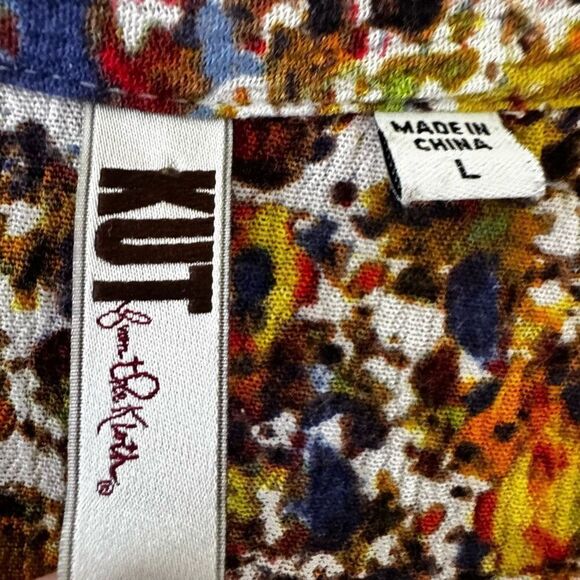 KUT
from the Kloth®
MADE IN
CHINA
L